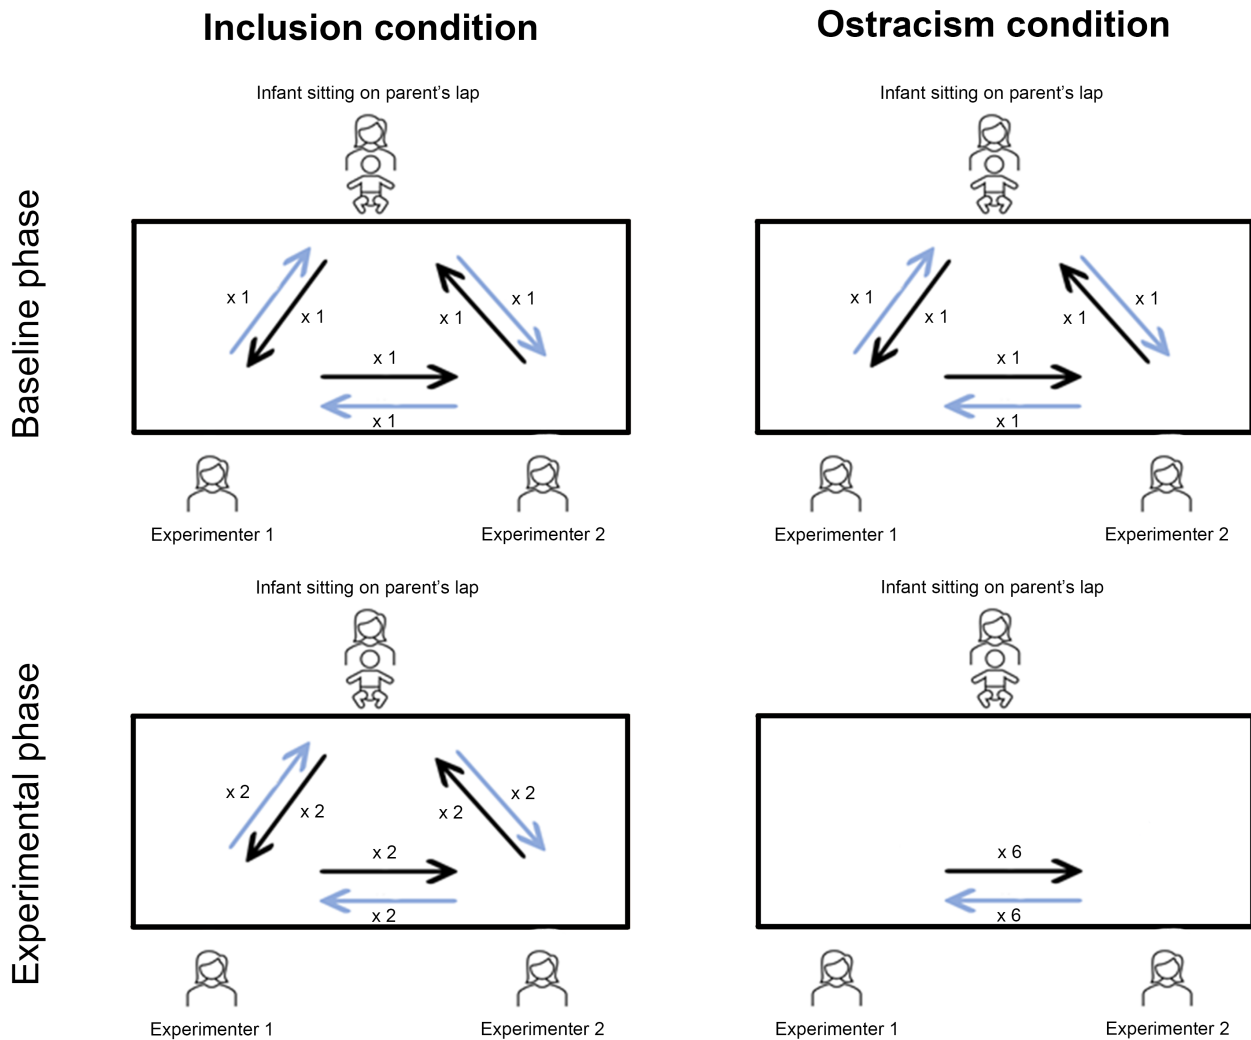 Inclusion condition
Ostracism condition
Baseline phase
Infant sitting on parent's lap
x 1
x 1
x 1
x 1
x 1
x 1
Experimenter 1
Experimenter 2
Infant sitting on parent's lap
x 1
x 1
x 1
x 1
x 1
x 1
Experimenter 1
Experimenter 2
Experimental phase
Infant sitting on parent's lap
x 2
x 2
x 2
x 2
x 2
x 2
Experimenter 1
Experimenter 2
Infant sitting on parent's lap
x 6
x 6
Experimenter 1
Experimenter 2